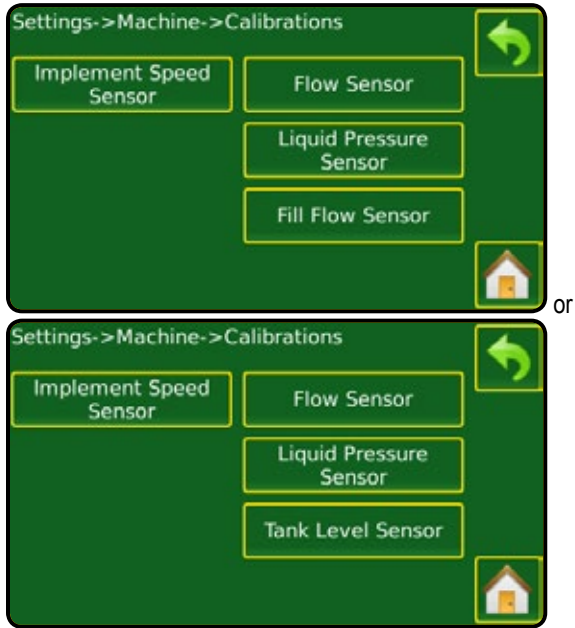 Settings->Machine->Calibrations
Implement Speed
Sensor
Flow Sensor
Liquid Pressure
Sensor
Fill Flow Sensor
or
Settings->Machine->Calibrations
Implement Speed
Sensor
Flow Sensor
Liquid Pressure
Sensor
Tank Level Sensor